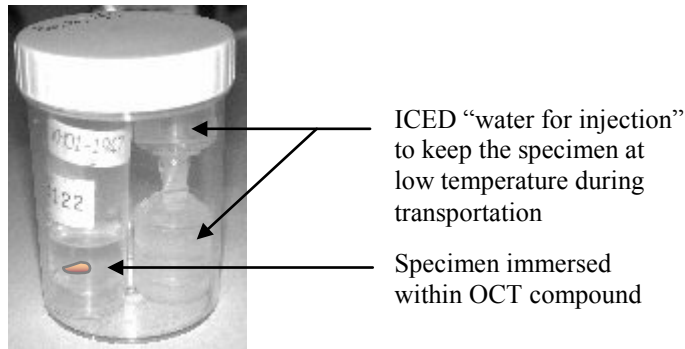 ICED “water for injection”
to keep the specimen at
low temperature during
transportation
Specimen immersed
within OCT compound
122